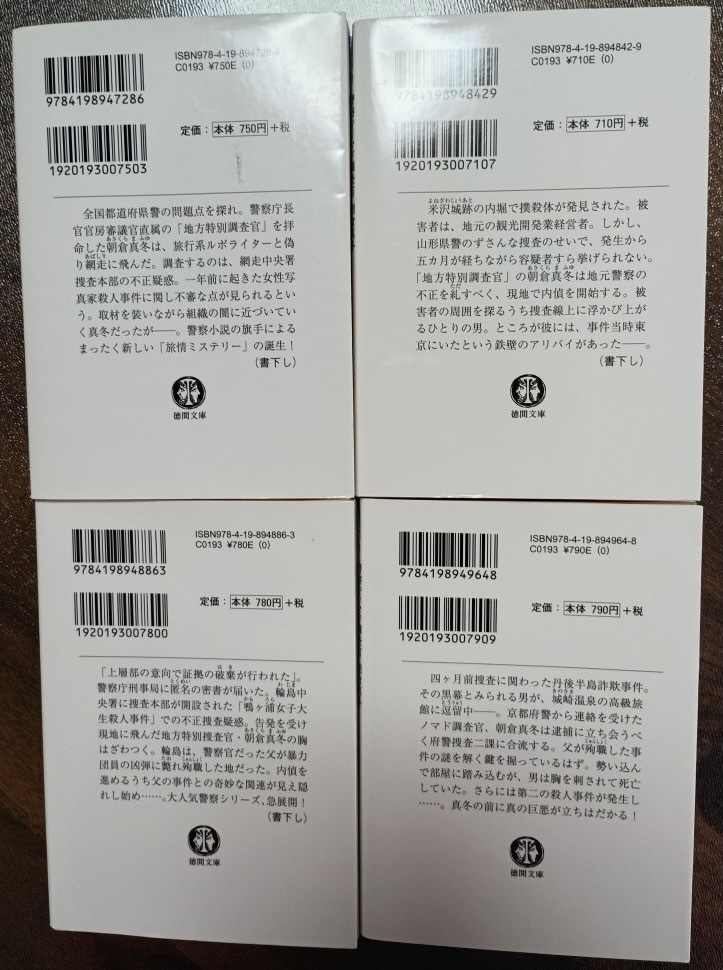 ISBN978-4-19-894728-6
C0193 ¥750E (0)
9784198947286
定価：本体 750円+税
1920193007503
全国都道府県警の問題点を探れ。警察庁長
官官房審議官直属の「地方特別調査官」を拝
命した朝倉真冬は、旅行系ルポライターと偽
り網走に飛んだ。調査するのは、網走中央署
捜査本部の不正疑惑。一年前に起きた女性写
真家殺人事件に関し不審な点が見られるとい
う。取材を装いながら組織の闇に近づいてい
く真冬だったが――。警察小説の旗手による
まったく新しい「旅情ミステリー」の誕生！
（書下し）
徳間文庫
ISBN978-4-19-894842-9
C0193 ¥710E (0)
9784198948429
定価：本体 710円+税
1920193007107
米沢城跡の内堀で撲殺体が発見された。被
害者は、地元の観光開発業経営者。しかし、
山形県警のずさんな捜査のせいで、発生から
五カ月が経ちながら容疑者すら挙げられない。
「地方特別調査官」の朝倉真冬は地元警察の
不正を糺すべく、現地で内偵を開始する。被
害者の周囲を探るうち捜査線上に浮かび上が
るひとりの男。ところが彼には、事件当時東
京にいたという鉄壁のアリバイがあった――。
（書下し）
徳間文庫
ISBN978-4-19-894886-3
C0193 ¥780E (0)
9784198948863
定価：本体 780円+税
1920193007800
「上層部の意向で証拠の破棄が行われた」。
警察庁刑事局に匿名の密書が届いた。輪島中
央署に捜査本部が開設された「鴨ヶ浦女子大
生殺人事件」での不正捜査疑惑。告発を受け
現地に飛んだ地方特別捜査官・朝倉真冬の胸
はざわつく。輪島は、警察官だった父が暴力
団員の凶弾に斃れ殉職した地だった。内偵を
進めるうち父の事件との奇妙な関連が見え隠
れし始め……。大人気警察シリーズ、急展開！
（書下し）
徳間文庫
ISBN978-4-19-894964-8
C0193 ¥790E (0)
9784198949648
定価：本体 790円+税
1920193007909
四ヶ月前捜査に関わった丹後半島詐欺事件。
その黒幕とみられる男が、城崎温泉の高級旅
館に逗留中――。京都府警から連絡を受けた
ノマド調査官、朝倉真冬は逮捕に立ち会うべ
く府警捜査二課に合流する。父が殉職した事
件の謎を解く鍵を握っているはず。勢い込ん
で部屋に踏み込むが、男は胸を刺されて死亡
していた。さらには第二の殺人事件が発生し
……。真冬の前に真の巨悪が立ちはだかる！
徳間文庫